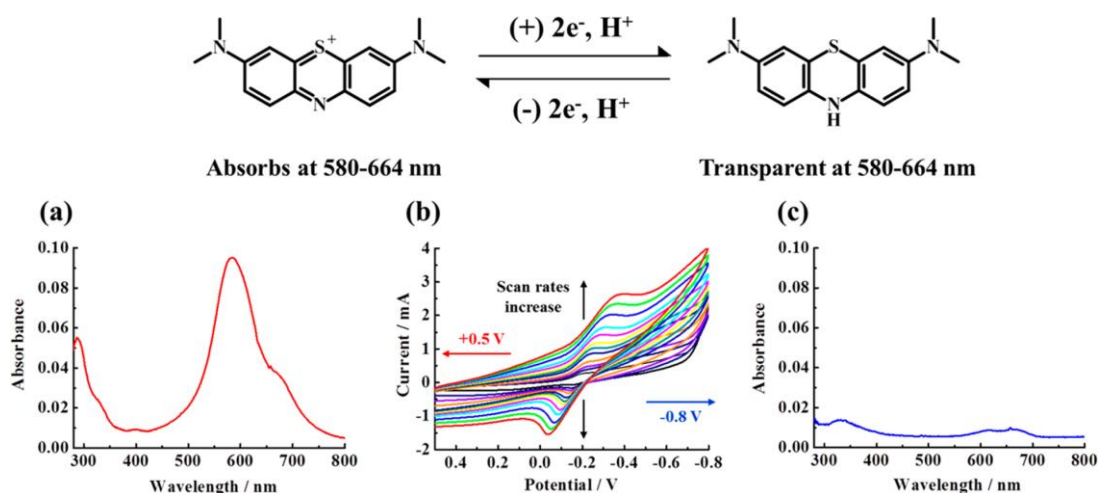 N S⁺ N
N
(+) 2e⁻, H⁺
(-) 2e⁻, H⁺
N S N
N
H
Absorbs at 580-664 nm
Transparent at 580-664 nm
(a)
0.10
0.08
0.06
0.04
0.02
0.00
Absorbance
300 400 500 600 700 800
Wavelength / nm
(b)
4
3
2
1
0
-1
-2
Current / mA
Scan rates
increase
+0.5 V
-0.8 V
0.4 0.2 0.0 -0.2 -0.4 -0.6 -0.8
Potential / V
(c)
0.10
0.08
0.06
0.04
0.02
0.00
Absorbance
300 400 500 600 700 800
Wavelength / nm